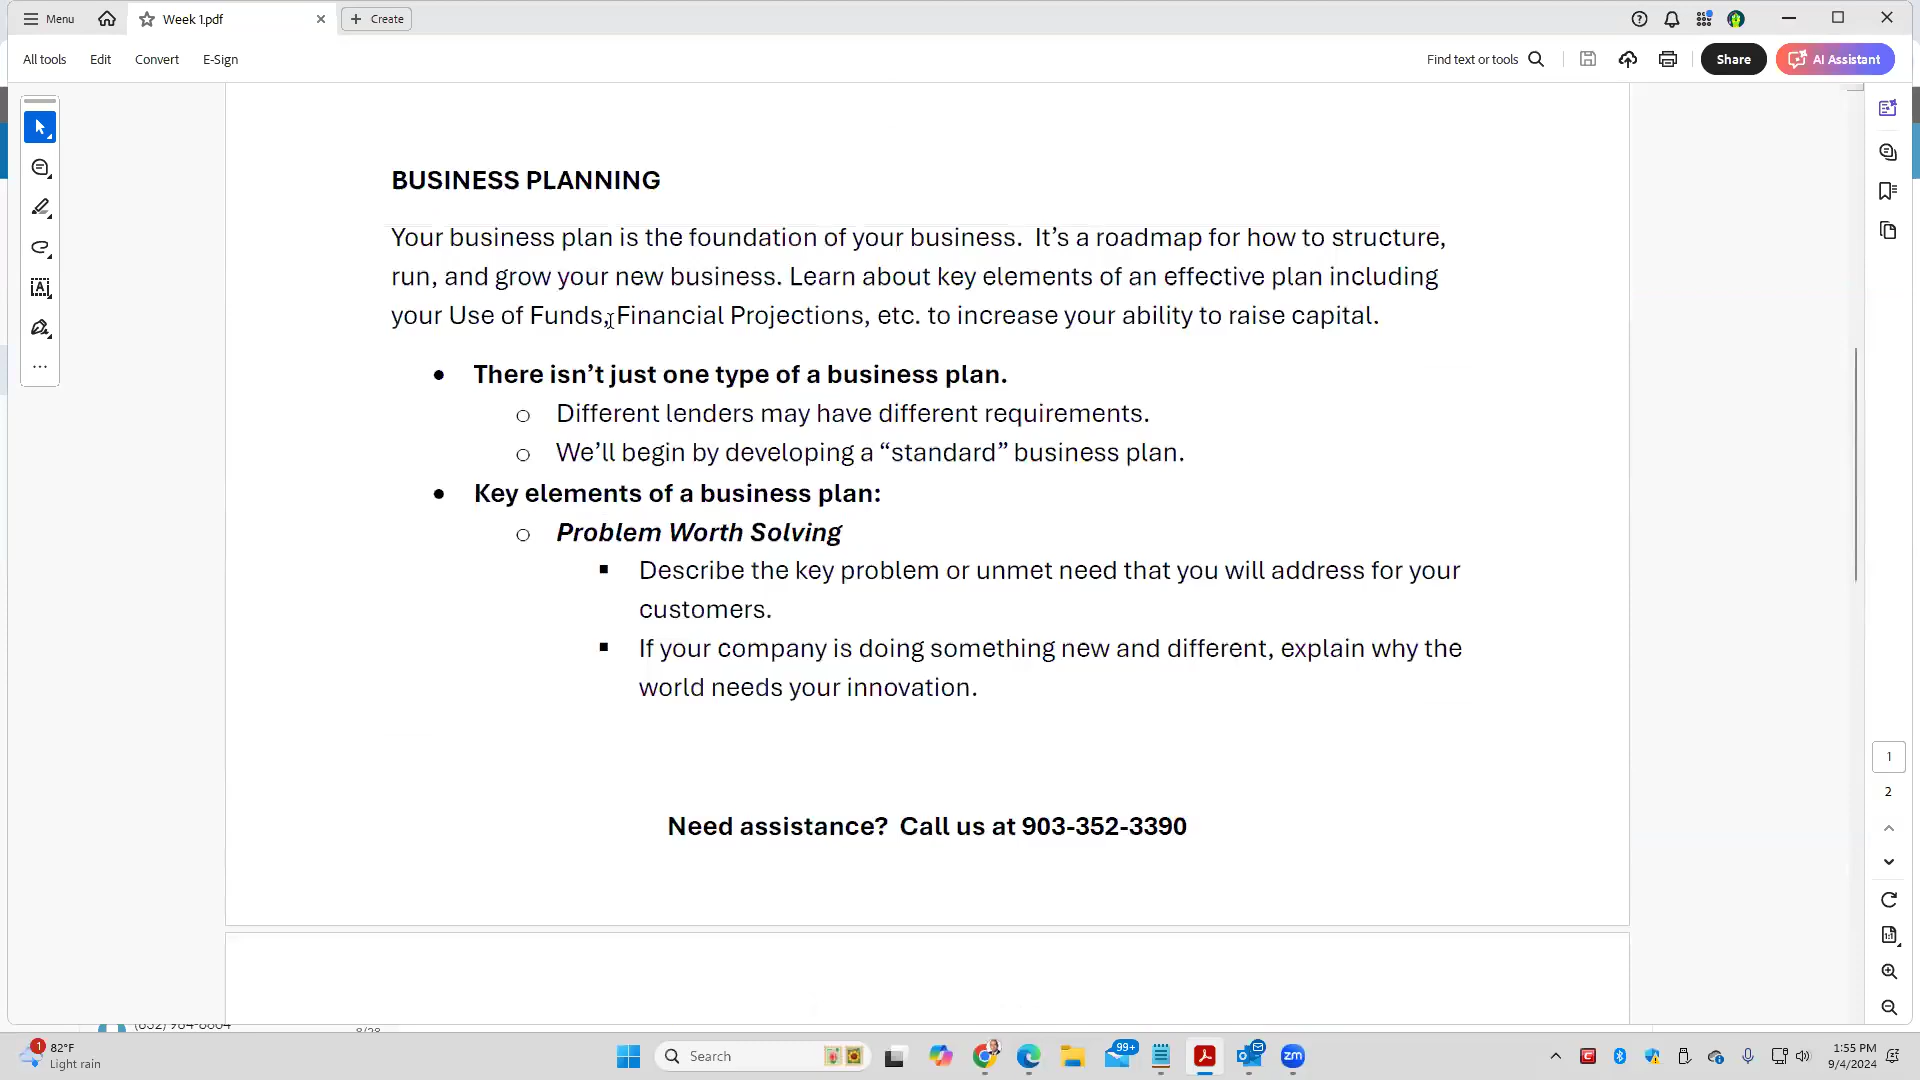 Menu
Week 1.pdf
Create
All tools
Edit
Convert
E-Sign
Find text or tools
Share
AI Assistant
BUSINESS PLANNING
Your business plan is the foundation of your business.  It’s a roadmap for how to structure,
run, and grow your new business. Learn about key elements of an effective plan including
your Use of Funds, Financial Projections, etc. to increase your ability to raise capital.
• There isn’t just one type of a business plan.
o Different lenders may have different requirements.
o We’ll begin by developing a “standard” business plan.
• Key elements of a business plan:
o Problem Worth Solving
▪ Describe the key problem or unmet need that you will address for your
customers.
▪ If your company is doing something new and different, explain why the
world needs your innovation.
Need assistance?  Call us at 903-352-3390
1
2
1
82°F
Light rain
Search
99+
zm
1:55 PM
9/4/2024